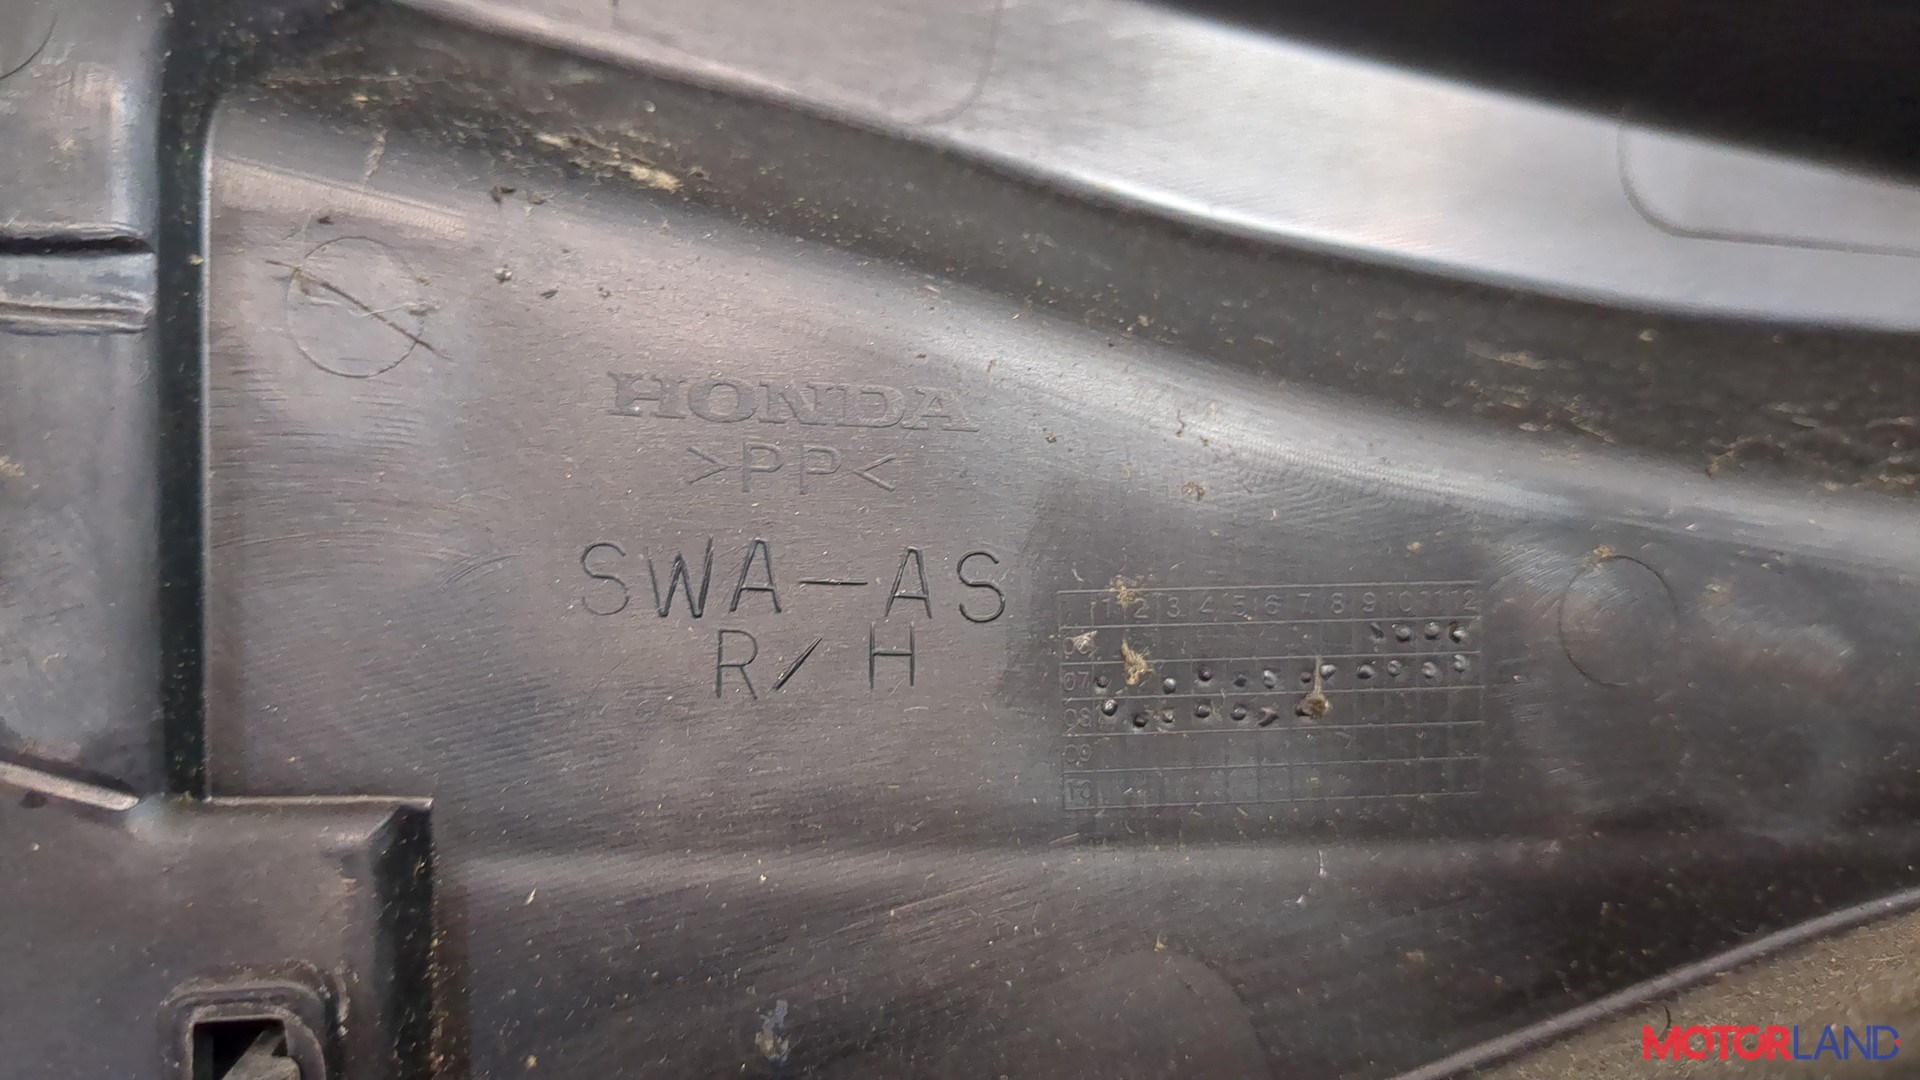 HONDA
>PP<
SWA-AS
R/H
1 2 3 4 5 6 7 8 9 10 11 12
07
08
09
10
MOTORLAND